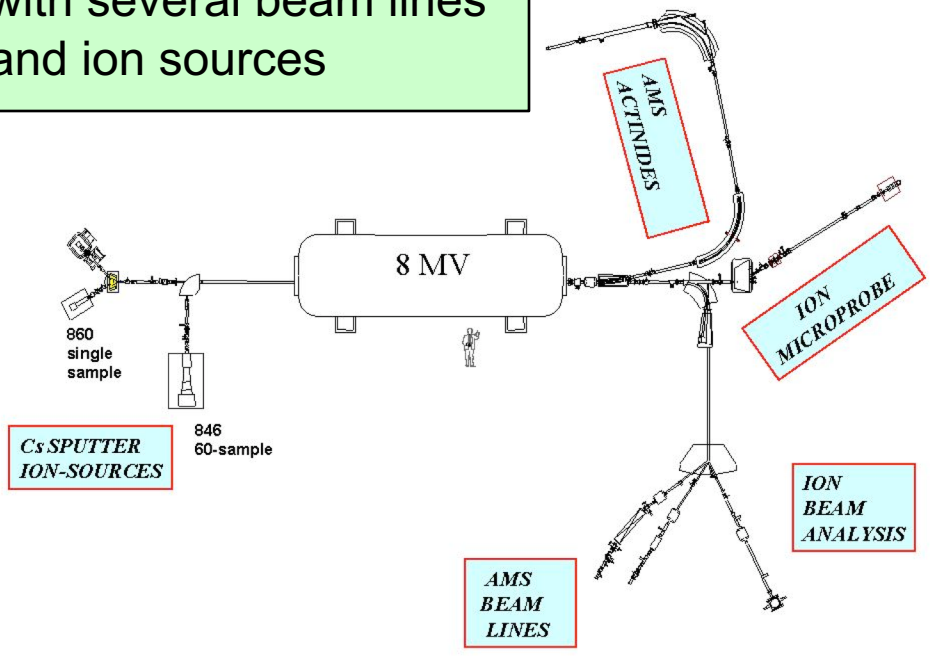 with several beam lines
and ion sources
AMS
ACTINIDES
8 MV
ION
MICROPROBE
860
single
sample
846
60-sample
Cs SPUTTER
ION-SOURCES
ION
BEAM
ANALYSIS
AMS
BEAM
LINES